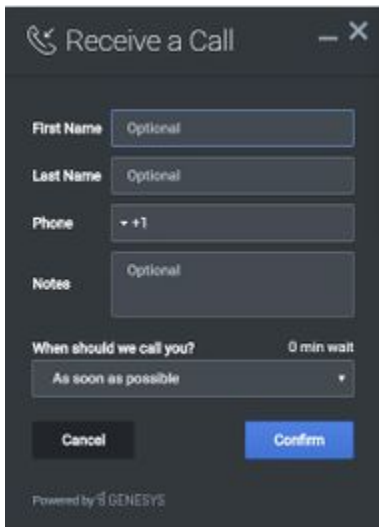 Receive a Call
First Name Optional
Last Name Optional
Phone +1
Notes Optional
When should we call you? 0 min wait
As soon as possible
Cancel Confirm
Powered by GENESYS